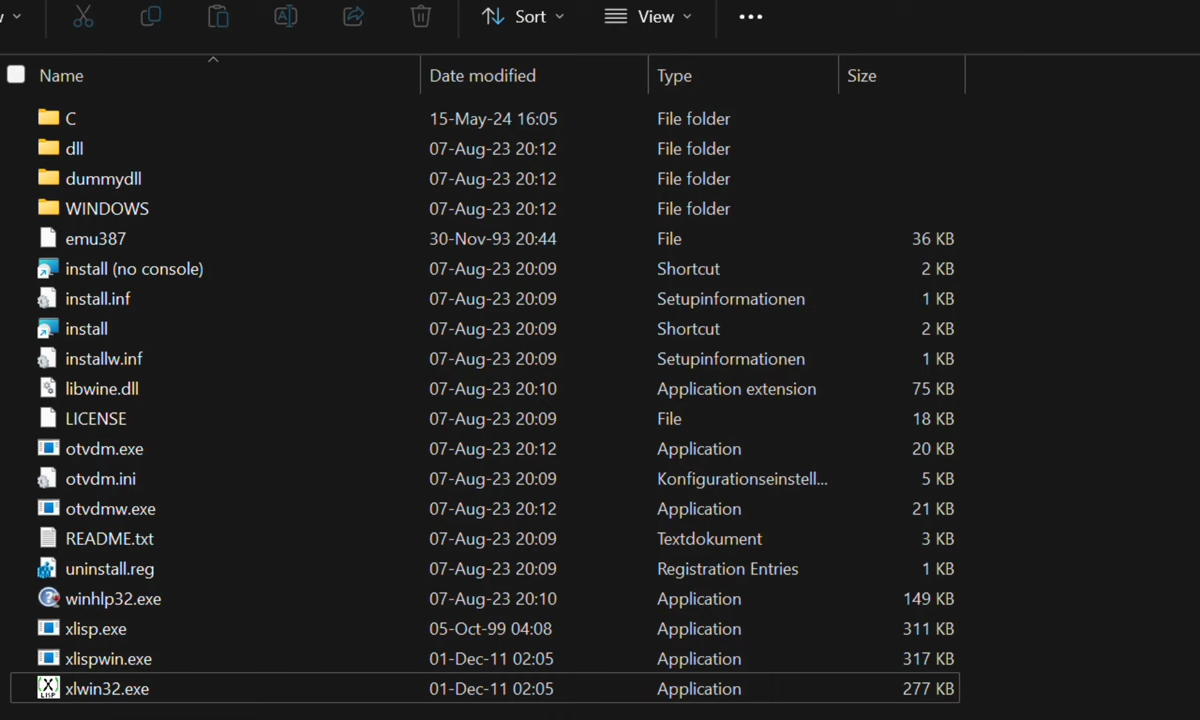 Sort View
Name Date modified Type Size
C 15-May-24 16:05 File folder
dll 07-Aug-23 20:12 File folder
dummydll 07-Aug-23 20:12 File folder
WINDOWS 07-Aug-23 20:12 File folder
emu387 30-Nov-93 20:44 File 36 KB
install (no console) 07-Aug-23 20:09 Shortcut 2 KB
install.inf 07-Aug-23 20:09 Setupinformationen 1 KB
install 07-Aug-23 20:09 Shortcut 2 KB
installw.inf 07-Aug-23 20:09 Setupinformationen 1 KB
libwine.dll 07-Aug-23 20:10 Application extension 75 KB
LICENSE 07-Aug-23 20:09 File 18 KB
otvdm.exe 07-Aug-23 20:12 Application 20 KB
otvdm.ini 07-Aug-23 20:09 Konfigurationseinstell... 5 KB
otvdmw.exe 07-Aug-23 20:12 Application 21 KB
README.txt 07-Aug-23 20:09 Textdokument 3 KB
uninstall.reg 07-Aug-23 20:09 Registration Entries 1 KB
winhlp32.exe 07-Aug-23 20:10 Application 149 KB
xlisp.exe 05-Oct-99 04:08 Application 311 KB
xlispwin.exe 01-Dec-11 02:05 Application 317 KB
xlwin32.exe 01-Dec-11 02:05 Application 277 KB